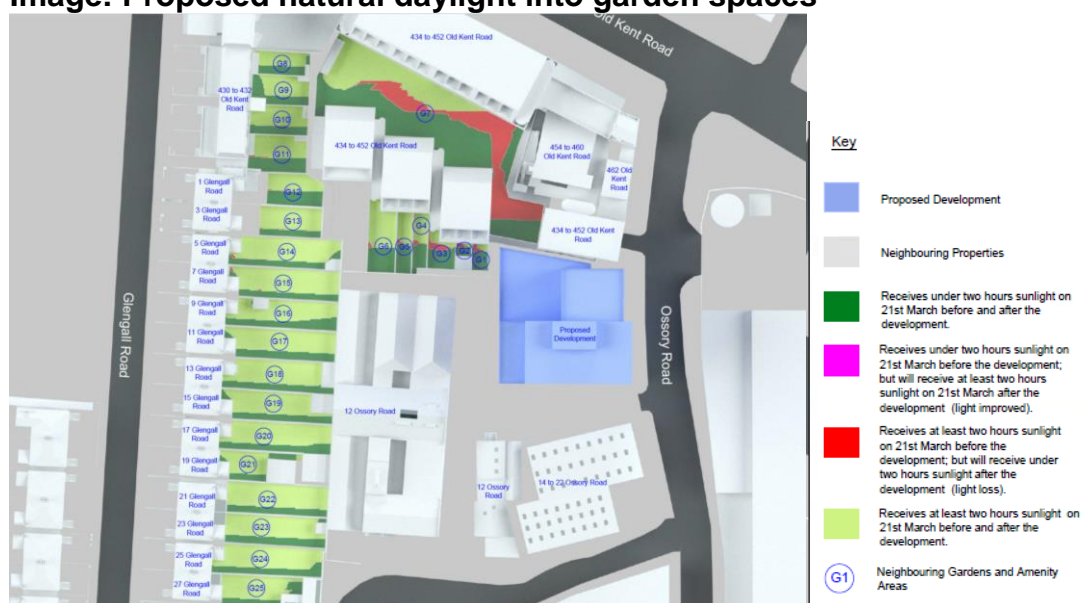 Image: Proposed natural daylight into garden spaces
Old Kent Road
434 to 452 Old Kent Road
G8
430 to 432
Old Kent
Road
G9
G7
G10
434 to 452 Old Kent Road
454 to 460
Old Kent Road
G11
462 Old
Kent
Road
1 Glengall
Road
G12
3 Glengall
Road
G13
G4
434 to 452 Old Kent Road
5 Glengall
Road
G14
G5
G6
G3
G2
G1
7 Glengall
Road
G15
9 Glengall
Road
G16
Glengall Road
11 Glengall
Road
G17
Proposed
Development
Ossory Road
13 Glengall
Road
G18
15 Glengall
Road
G19
12 Ossory Road
17 Glengall
Road
G20
19 Glengall
Road
G21
12 Ossory
Road
14 to 22 Ossory Road
21 Glengall
Road
G22
23 Glengall
Road
G23
25 Glengall
Road
G24
27 Glengall
Road
G25
Key
Proposed Development
Neighbouring Properties
Receives under two hours sunlight on
21st March before and after the
development.
Receives under two hours sunlight on
21st March before the development;
but will receive at least two hours
sunlight on 21st March after the
development (light improved).
Receives at least two hours sunlight
on 21st March before the
development; but will receive under
two hours sunlight after the
development (light loss).
Receives at least two hours sunlight on
21st March before and after the
development.
G1
Neighbouring Gardens and Amenity
Areas